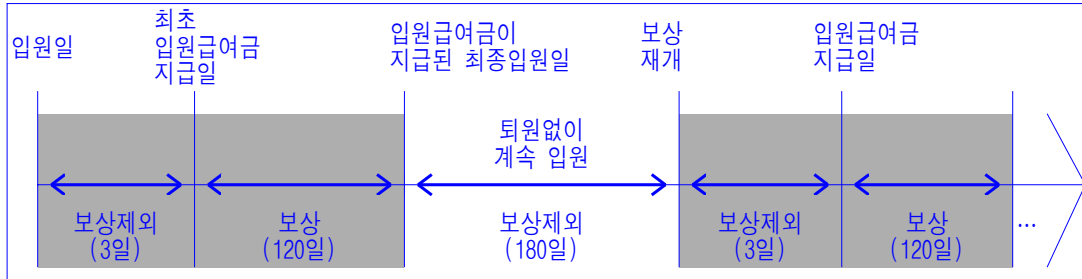 입원일
최초
입원급여금
지급일
입원급여금이
지급된 최종입원일
보상
재개
입원급여금
지급일
퇴원없이
계속 입원
보상제외
(3일)
보상
(120일)
보상제외
(180일)
보상제외
(3일)
보상
(120일)
...